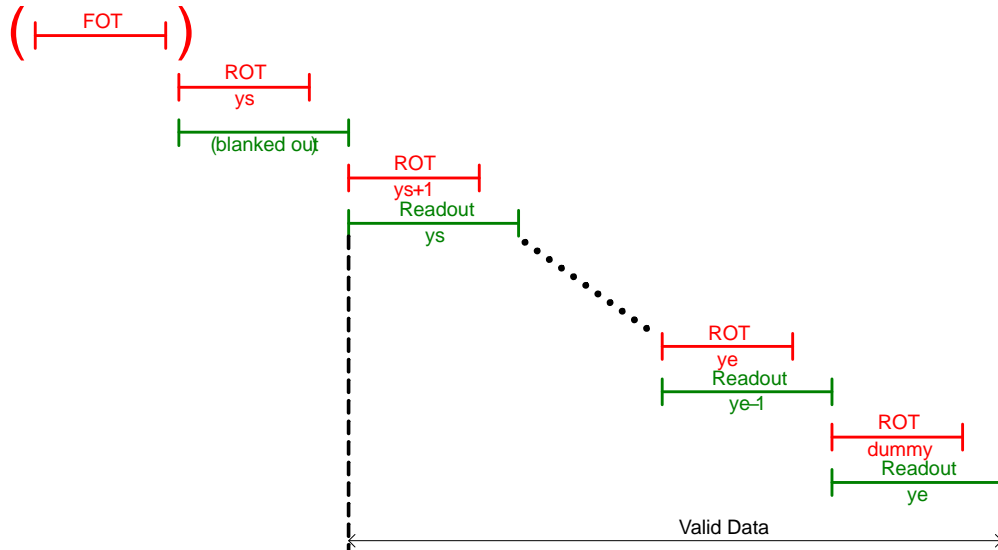 ( FOT )
ROT
ys
(blanked out)
ROT
ys+1
Readout
ys
ROT
ye
Readout
ye–1
ROT
dummy
Readout
ye
Valid Data